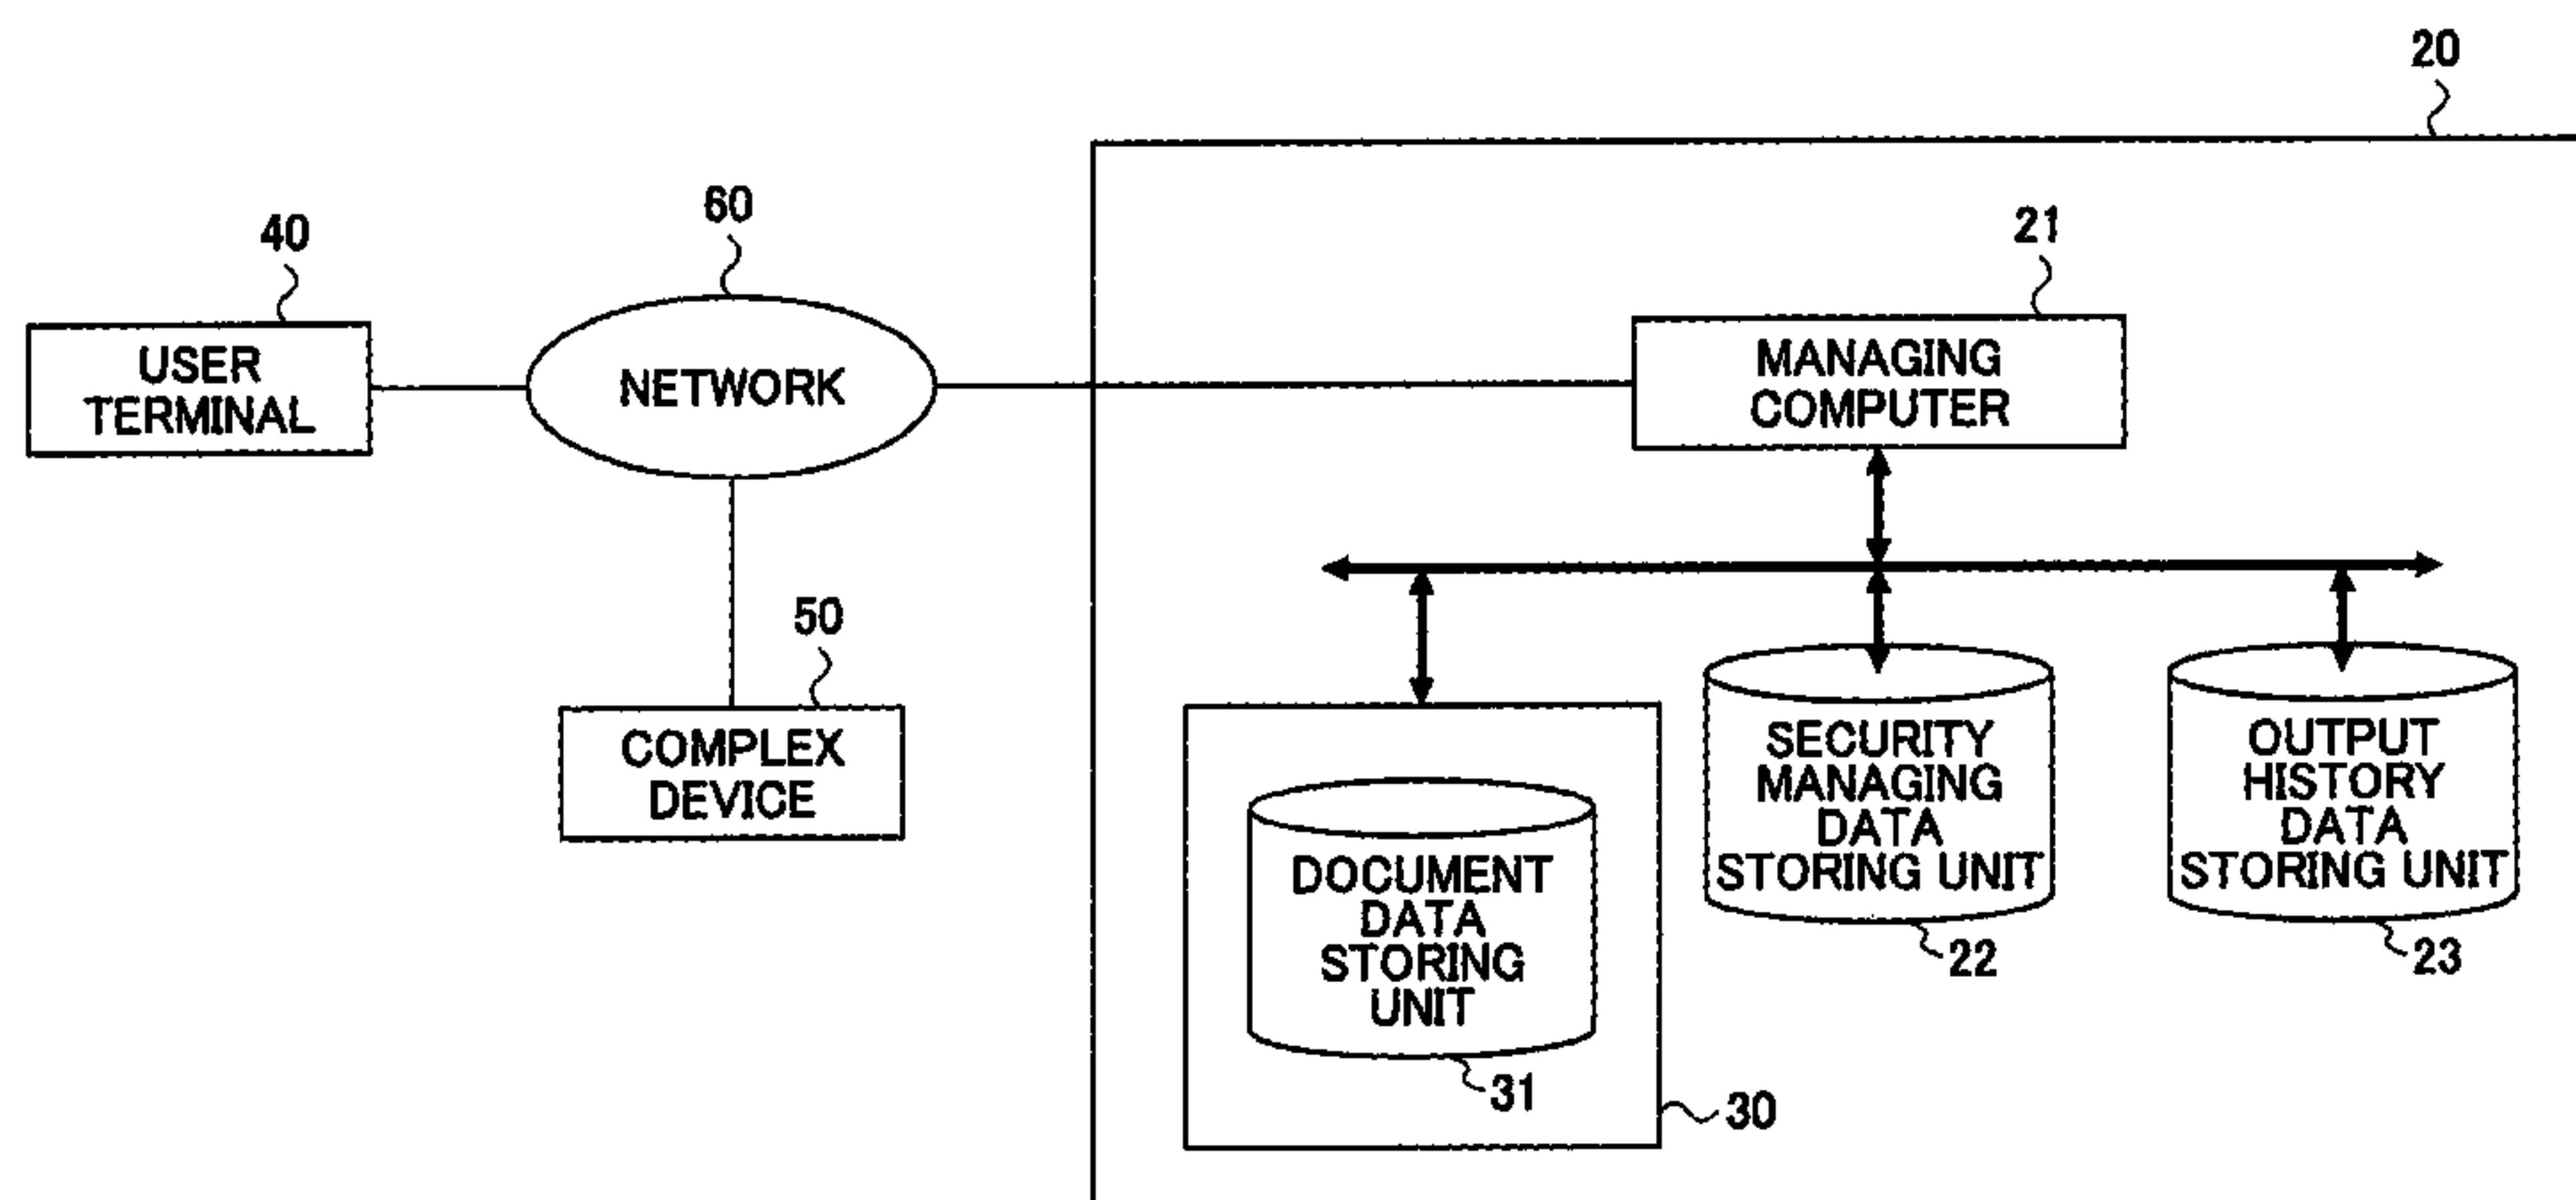 20
60
40
21
USER
TERMINAL
NETWORK
MANAGING
COMPUTER
50
COMPLEX
DEVICE
DOCUMENT
DATA
STORING
UNIT
31
30
SECURITY
MANAGING
DATA
STORING UNIT
22
OUTPUT
HISTORY
DATA
STORING UNIT
23